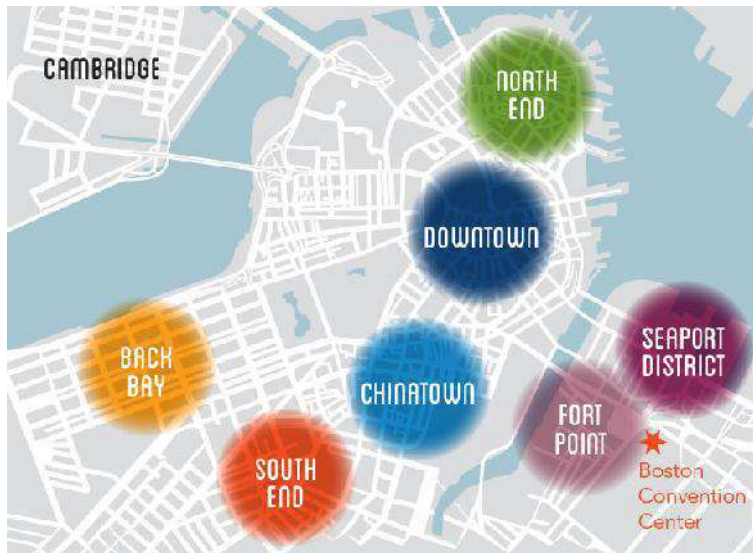 CAMBRIDGE
NORTH
END
DOWNTOWN
SEAPORT
DISTRICT
BACK
BAY
CHINATOWN
FORT
POINT
SOUTH
END
Boston
Convention
Center